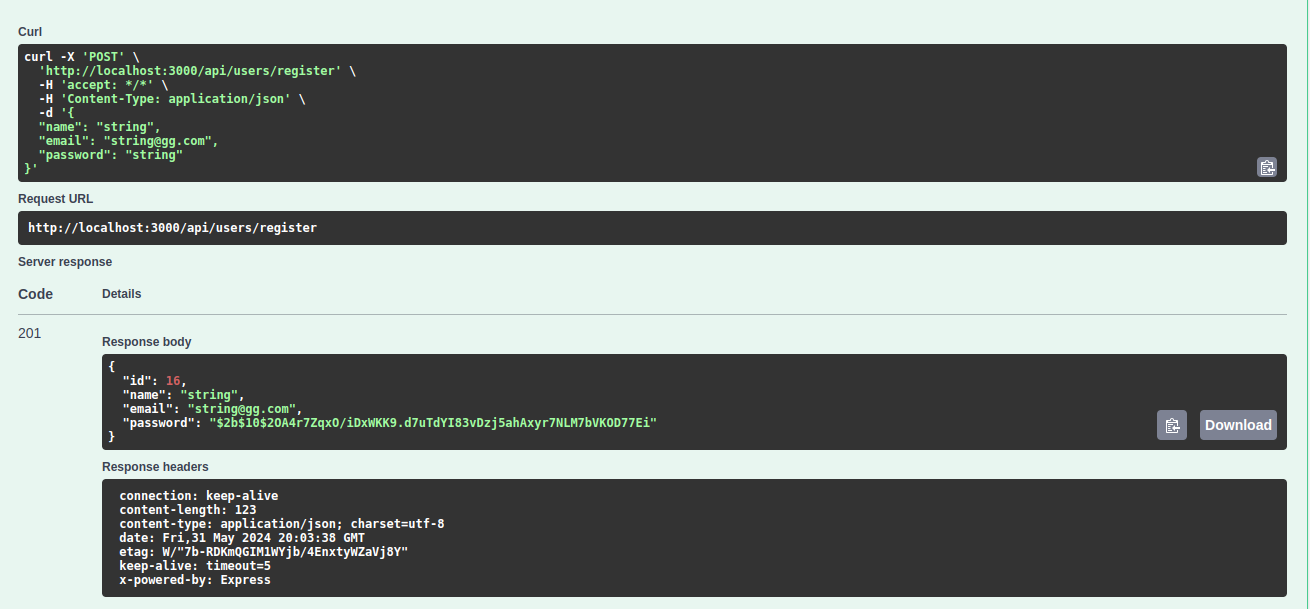 Curl
curl -X 'POST' \
'http://localhost:3000/api/users/register' \
-H 'accept: */*' \
-H 'Content-Type: application/json' \
-d '{
"name": "string",
"email": "string@gg.com",
"password": "string"
}'
Request URL
http://localhost:3000/api/users/register
Server response
Code Details
201
Response body
{
"id": 16,
"name": "string",
"email": "string@gg.com",
"password": "$2b$10$2OA4r7ZqxO/iDxWKK9.d7uTdYI83vDzj5ahAxyr7NLM7bVKOD77Ei"
}
Download
Response headers
connection: keep-alive
content-length: 123
content-type: application/json; charset=utf-8
date: Fri,31 May 2024 20:03:38 GMT
etag: W/"7b-RDKmQGIM1WYjb/4EnxtyWZaVj8Y"
keep-alive: timeout=5
x-powered-by: Express